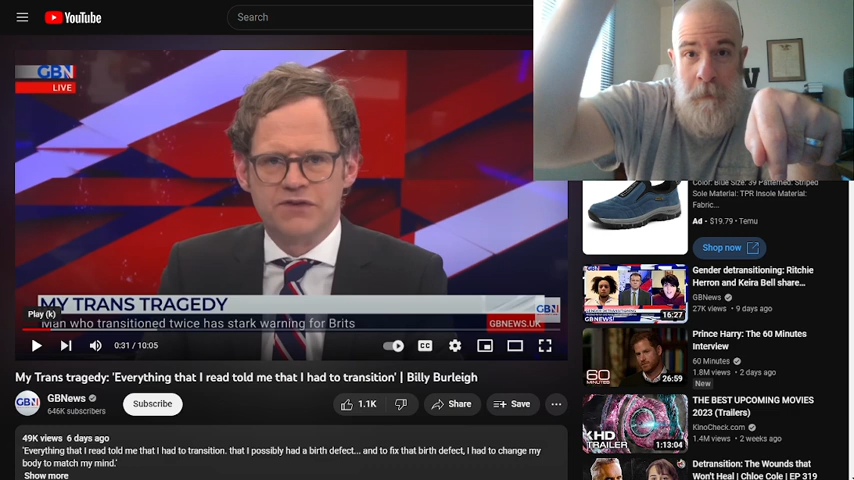 YouTube
Search
GBN
LIVE
MY TRANS TRAGEDY
Man who transitioned twice has stark warning for Brits
GBN
GBNEWS.UK
Play (k)
0:31 / 10:05
CC
My Trans tragedy: 'Everything that I read told me that I had to transition' | Billy Burleigh
GBN
GBNews
646K subscribers
Subscribe
1.1K
Share
Save
49K views 6 days ago
'Everything that I read told me that I had to transition. that I possibly had a birth defect... and to fix that birth defect, I had to change my
body to match my mind.'
Show more
Color: Blue Size: 39 Patterned: Striped
Sole Material: TPR Insole Material:
Fabric...
Ad • $19.79 • Temu
Shop now
GBN
GBNEWS
16:27
Gender detransitioning: Ritchie
Herron and Keira Bell share...
GBNews
27K views • 9 days ago
60
MINUTES
26:59
Prince Harry: The 60 Minutes
Interview
60 Minutes
1.8M views • 2 days ago
New
KHD
TRAILER
1:13:04
THE BEST UPCOMING MOVIES
2023 (Trailers)
KinoCheck.com
1.4M views • 2 weeks ago
Detransition: The Wounds that
Won't Heal | Chloe Cole | EP 319